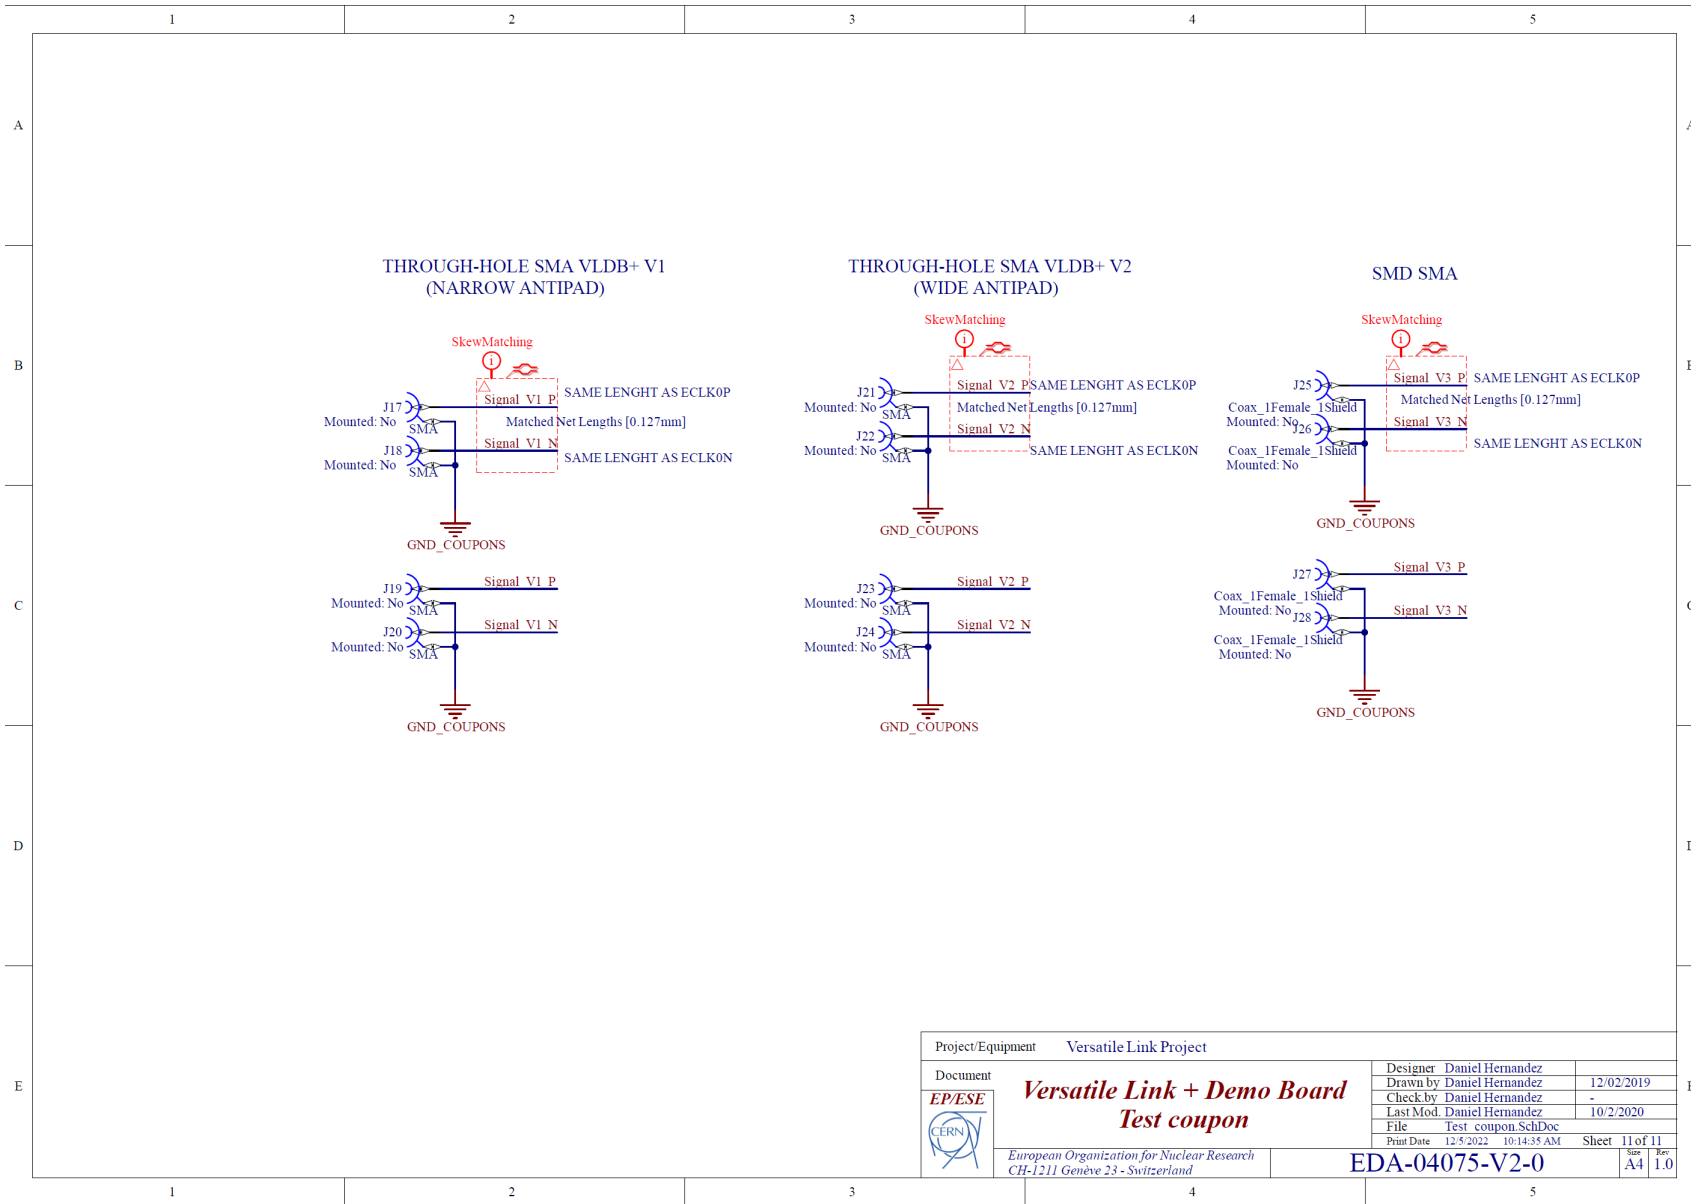 1 2 3 4 5
A
B
C
D
E
THROUGH-HOLE SMA VLDB+ V1
(NARROW ANTIPAD)
SkewMatching
i
SAME LENGHT AS ECLK0P
Signal_V1_P
J17
Mounted: No
SMA
Matched Net Lengths [0.127mm]
Signal_V1_N
J18
SAME LENGHT AS ECLK0N
Mounted: No
SMA
GND_COUPONS
J19
Signal_V1_P
Mounted: No
SMA
J20
Signal_V1_N
Mounted: No
SMA
GND_COUPONS
THROUGH-HOLE SMA VLDB+ V2
(WIDE ANTIPAD)
SkewMatching
i
Signal_V2_P
SAME LENGHT AS ECLK0P
J21
Mounted: No
SMA
Matched Net Lengths [0.127mm]
Signal_V2_N
J22
Mounted: No
SMA
SAME LENGHT AS ECLK0N
GND_COUPONS
J23
Signal_V2_P
Mounted: No
SMA
J24
Signal_V2_N
Mounted: No
SMA
GND_COUPONS
SMD SMA
SkewMatching
i
Signal_V3_P
SAME LENGHT AS ECLK0P
J25
Coax_1Female_1Shield
Mounted: No
Matched Net Lengths [0.127mm]
Signal_V3_N
J26
SAME LENGHT AS ECLK0N
Coax_1Female_1Shield
Mounted: No
GND_COUPONS
J27
Signal_V3_P
Coax_1Female_1Shield
Mounted: No
J28
Signal_V3_N
Coax_1Female_1Shield
Mounted: No
GND_COUPONS
Project/Equipment Versatile Link Project
Document
Versatile Link + Demo Board
Test coupon
EP/ESE
CERN
European Organization for Nuclear Research
CH-1211 Genève 23 - Switzerland
Designer Daniel Hernandez
Drawn by Daniel Hernandez 12/02/2019
Check.by Daniel Hernandez -
Last Mod. Daniel Hernandez 10/2/2020
File Test_coupon.SchDoc
Print Date 12/5/2022 10:14:35 AM Sheet 11 of 11
EDA-04075-V2-0
Size
A4
Rev
1.0
1 2 3 4 5